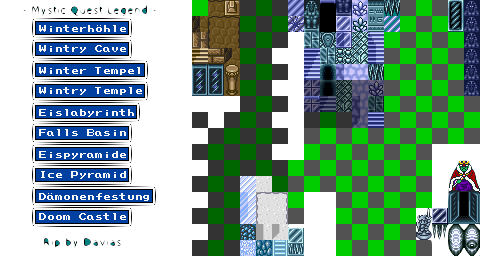 - Mystic Quest Legend -
Winterhöhle
Wintry Cave
Winter Tempel
Wintry Temple
Eislabyrinth
Falls Basin
Eispyramide
Ice Pyramid
Dämonenfestung
Doom Castle
Rip by Davias